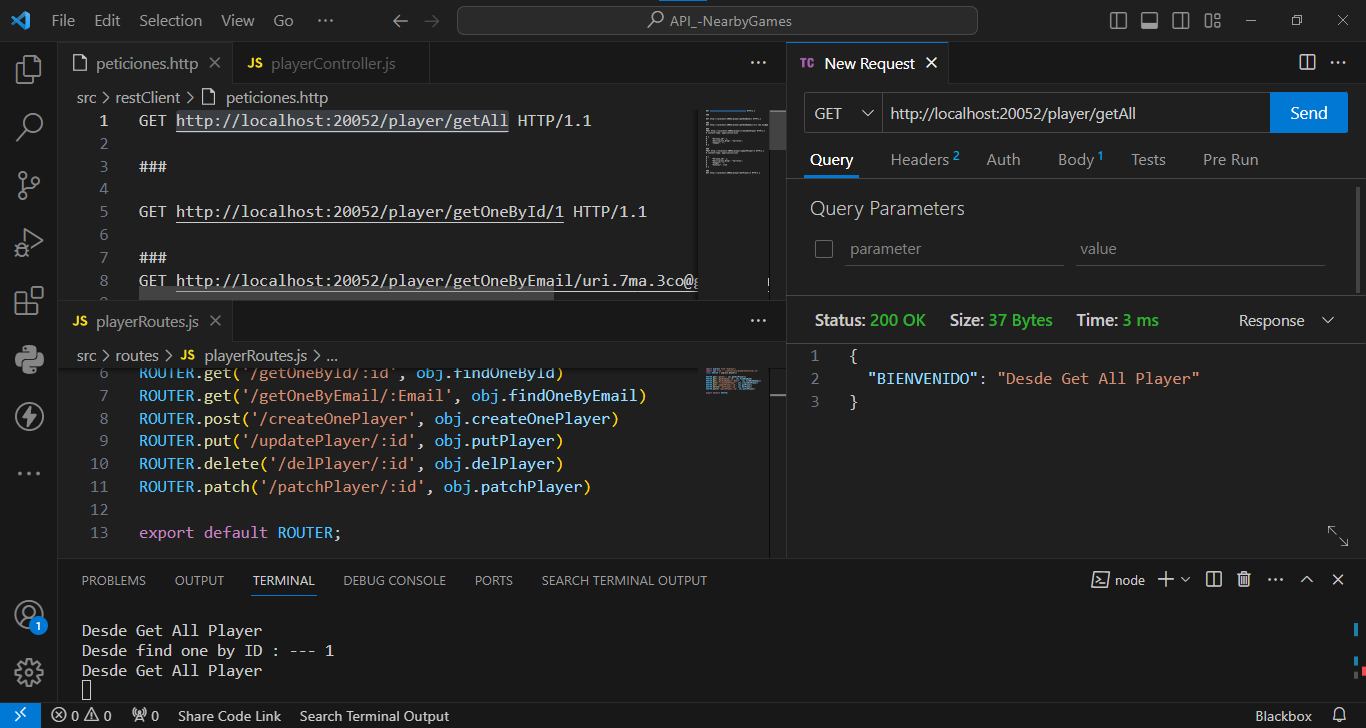 File Edit Selection View Go ··· API_-NearbyGames
peticiones.http
JS playerController.js
src > restClient > peticiones.http
1 GET http://localhost:20052/player/getAll HTTP/1.1
2
3 ###
4
5 GET http://localhost:20052/player/getOneById/1 HTTP/1.1
6
7 ###
8 GET http://localhost:20052/player/getOneByEmail/uri.7ma.3co@
JS playerRoutes.js
src > routes > JS playerRoutes.js > ...
6 ROUTER.get('/getOneById/:id', obj.findOneById)
7 ROUTER.get('/getOneByEmail/:Email', obj.findOneByEmail)
8 ROUTER.post('/createOnePlayer', obj.createOnePlayer)
9 ROUTER.put('/updatePlayer/:id', obj.putPlayer)
10 ROUTER.delete('/delPlayer/:id', obj.delPlayer)
11 ROUTER.patch('/patchPlayer/:id', obj.patchPlayer)
12
13 export default ROUTER;
TC New Request
GET http://localhost:20052/player/getAll Send
Query Headers 2 Auth Body 1 Tests Pre Run
Query Parameters
parameter value
Status: 200 OK Size: 37 Bytes Time: 3 ms Response
1 {
2 "BIENVENIDO": "Desde Get All Player"
3 }
PROBLEMS OUTPUT TERMINAL DEBUG CONSOLE PORTS SEARCH TERMINAL OUTPUT node
Desde Get All Player
Desde find one by ID : --- 1
Desde Get All Player
1
0 0 0 Share Code Link Search Terminal Output Blackbox